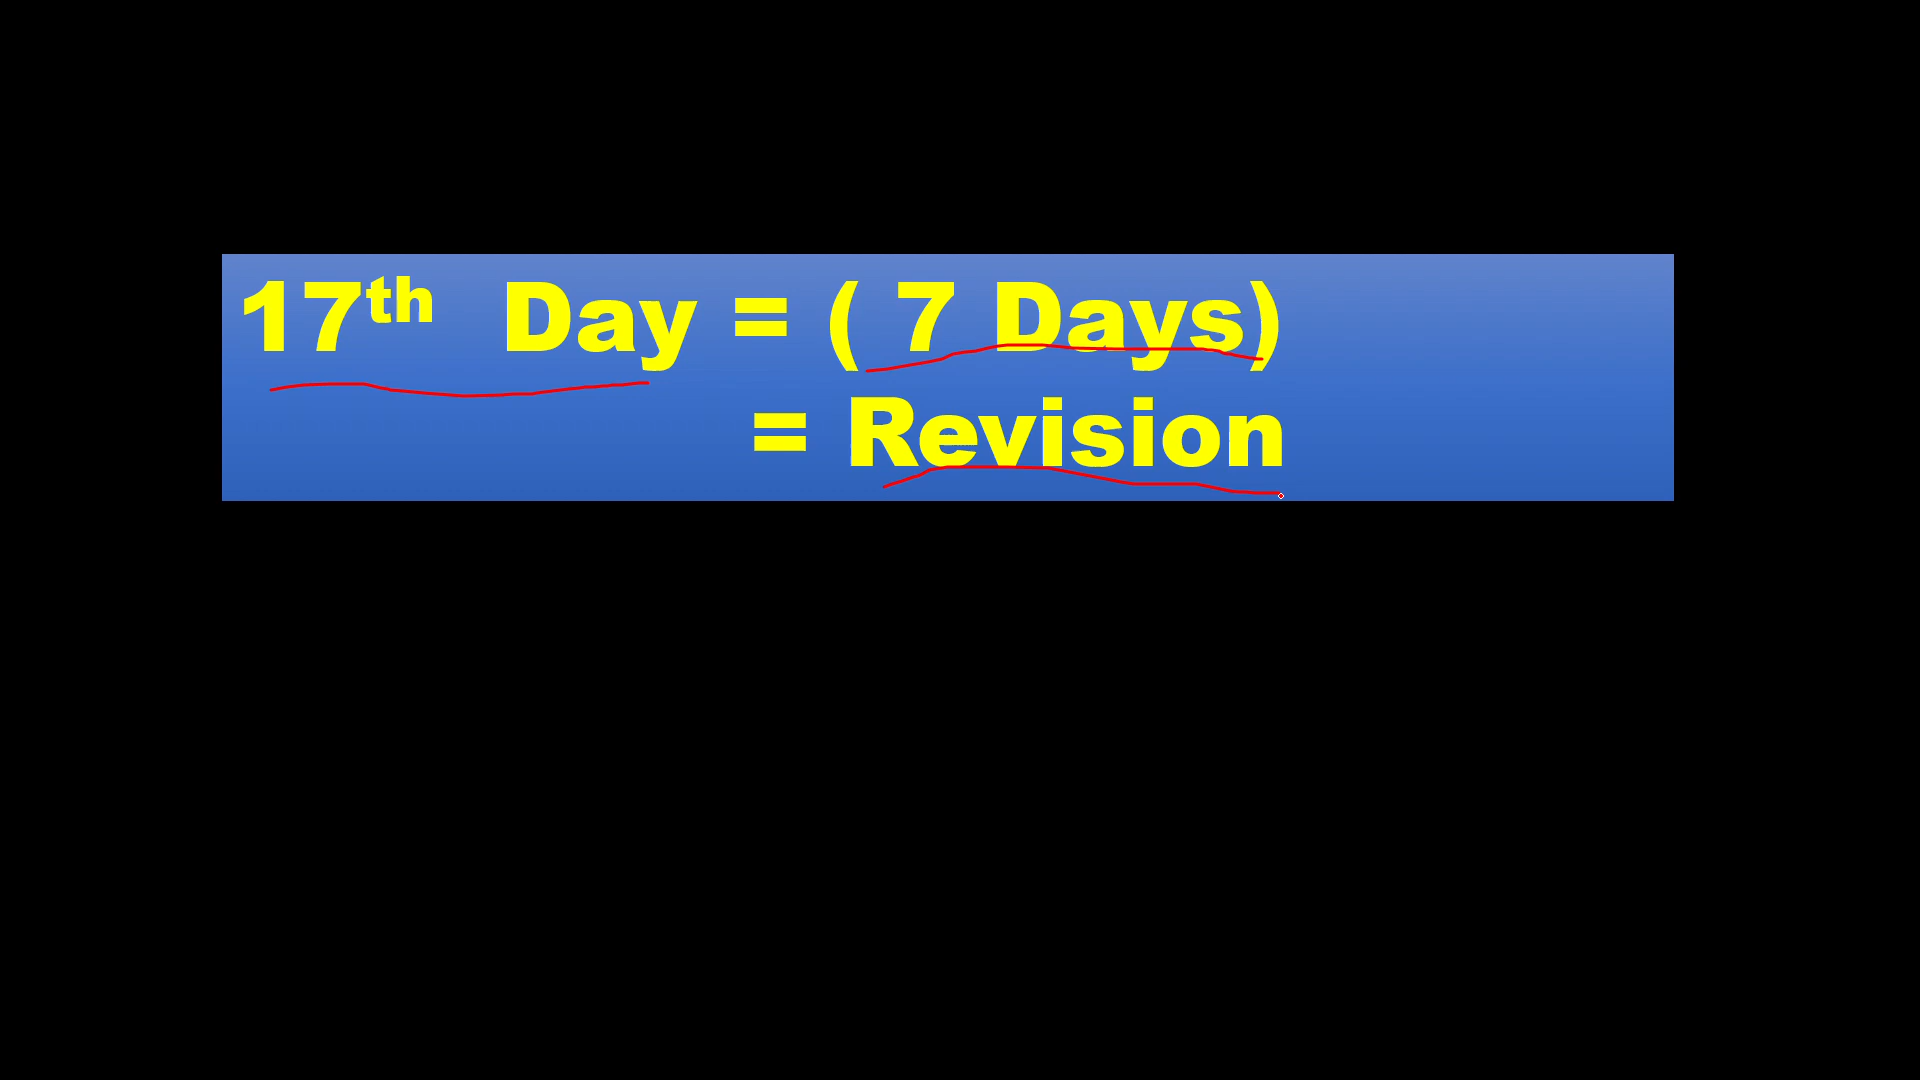 17th Day = ( 7 Days)
= Revision